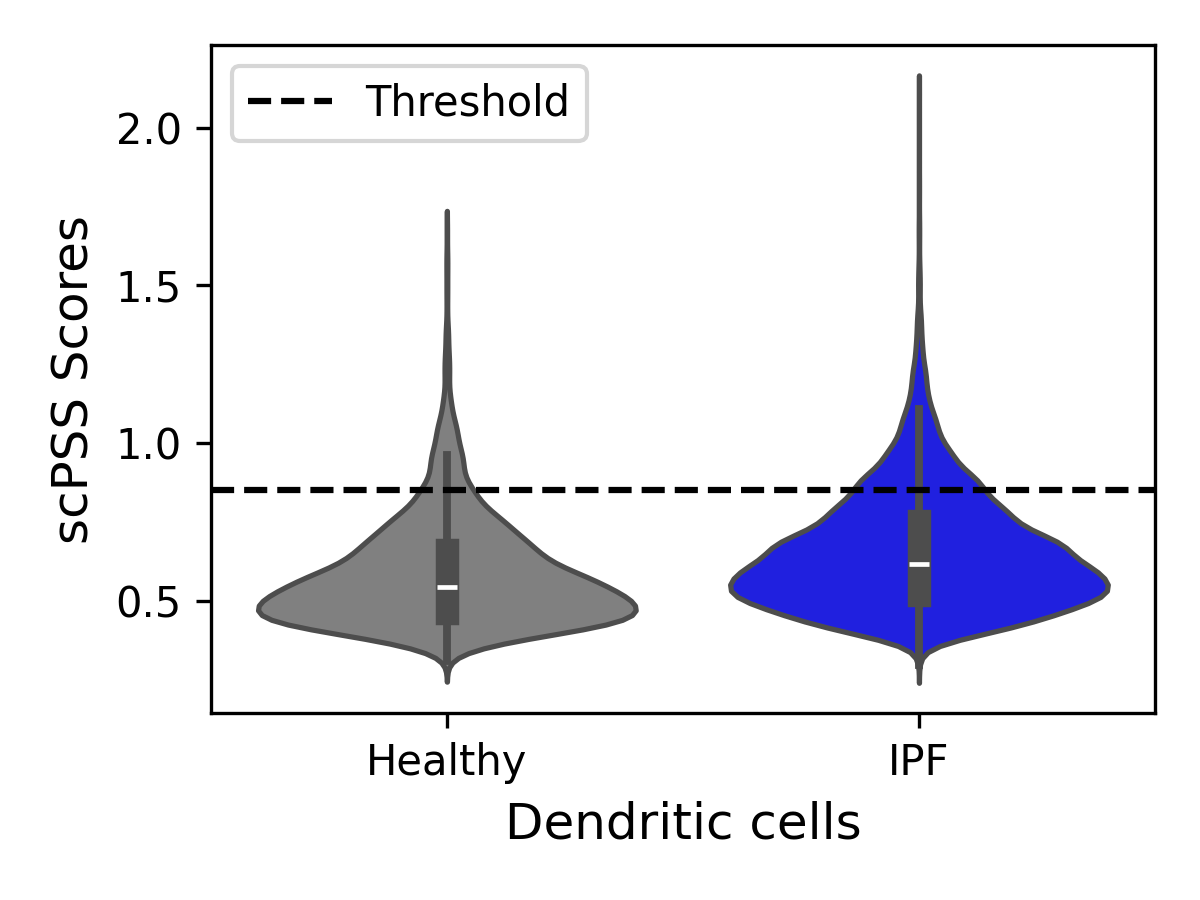 Threshold
2.0
1.5
1.0
0.5
scPSS Scores
Healthy IPF
Dendritic cells